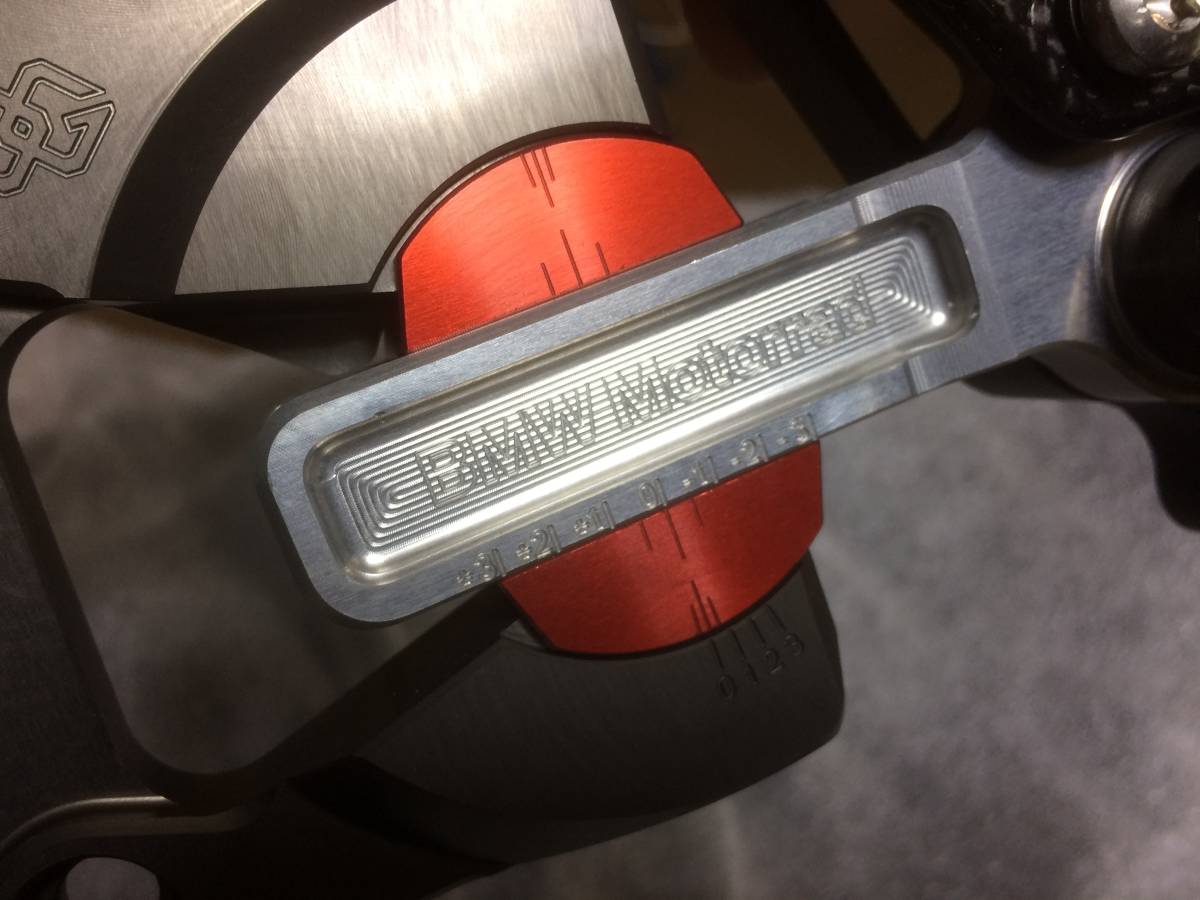 BMW Motorrad
+3| +2| +1| 0| -1| -2| -3|
0 1 2 3